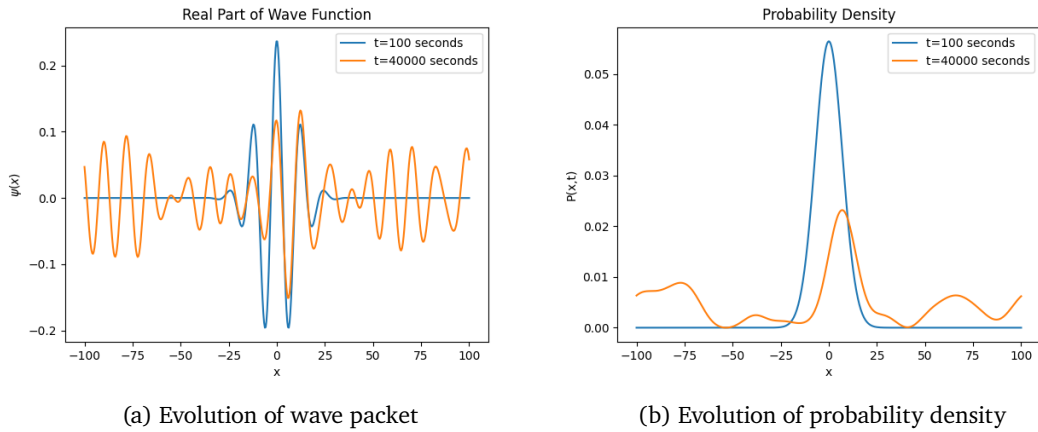 Real Part of Wave Function
t=100 seconds
t=40000 seconds
0.2
0.1
0.0
−0.1
−0.2
ψ(x)
−100 −75 −50 −25 0 25 50 75 100
x
Probability Density
t=100 seconds
t=40000 seconds
0.05
0.04
0.03
0.02
0.01
0.00
P(x,t)
−100 −75 −50 −25 0 25 50 75 100
x
(a) Evolution of wave packet
(b) Evolution of probability density